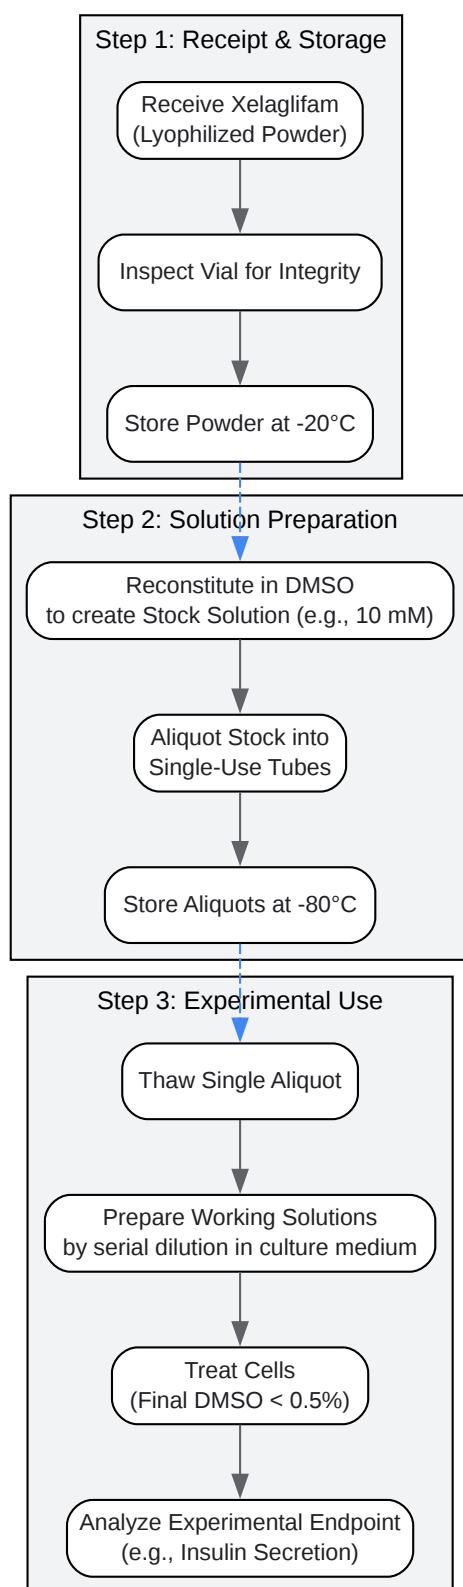 Step 1: Receipt & Storage
Receive Xelaglifam
(Lyophilized Powder)
Inspect Vial for Integrity
Store Powder at -20°C
Step 2: Solution Preparation
Reconstitute in DMSO
to create Stock Solution (e.g., 10 mM)
Aliquot Stock into
Single-Use Tubes
Store Aliquots at -80°C
Step 3: Experimental Use
Thaw Single Aliquot
Prepare Working Solutions
by serial dilution in culture medium
Treat Cells
(Final DMSO < 0.5%)
Analyze Experimental Endpoint
(e.g., Insulin Secretion)